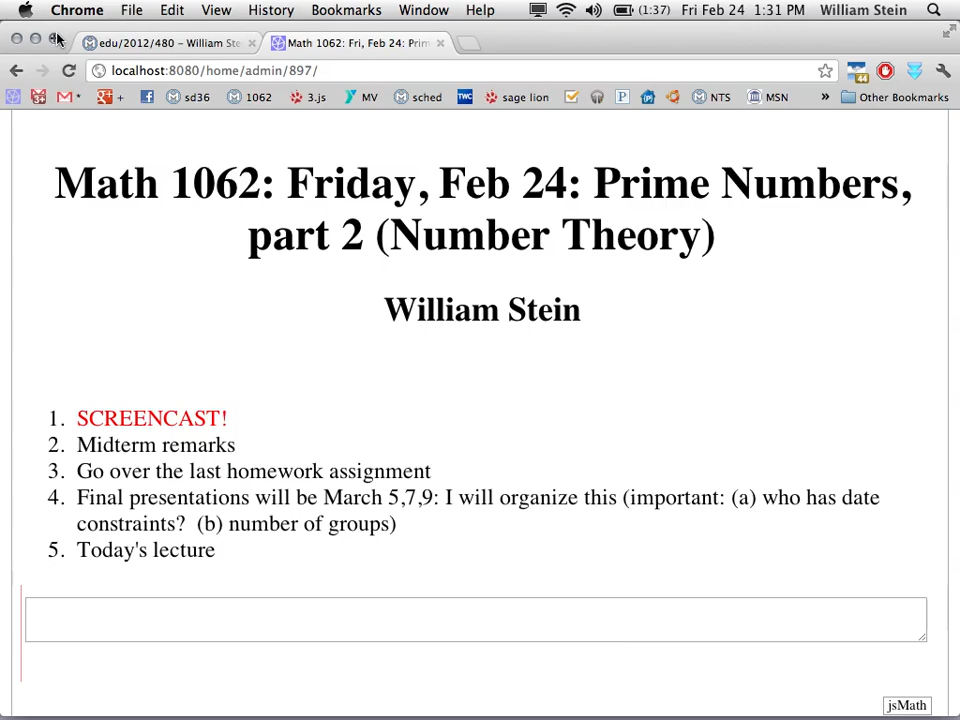 Chrome File Edit View History Bookmarks Window Help (1:37) Fri Feb 24 1:31 PM William Stein
edu/2012/480 – William Ste Math 1062: Fri, Feb 24: Prim
localhost:8080/home/admin/897/
+ sd36 1062 3.js MV sched TWC sage lion P NTS MSN » Other Bookmarks
Math 1062: Friday, Feb 24: Prime Numbers,
part 2 (Number Theory)
William Stein
1. SCREENCAST!
2. Midterm remarks
3. Go over the last homework assignment
4. Final presentations will be March 5,7,9: I will organize this (important: (a) who has date
constraints? (b) number of groups)
5. Today's lecture
jsMath